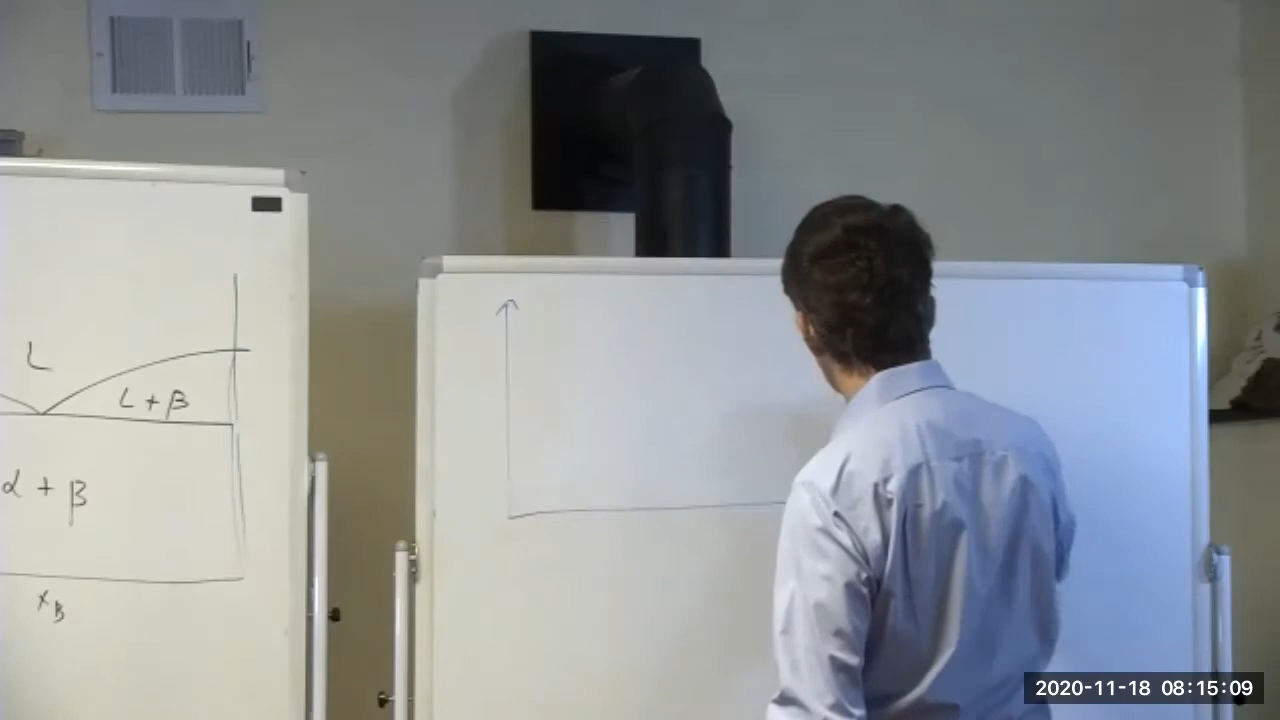 L
L + β
α + β
x_B
2020-11-18 08:15:09